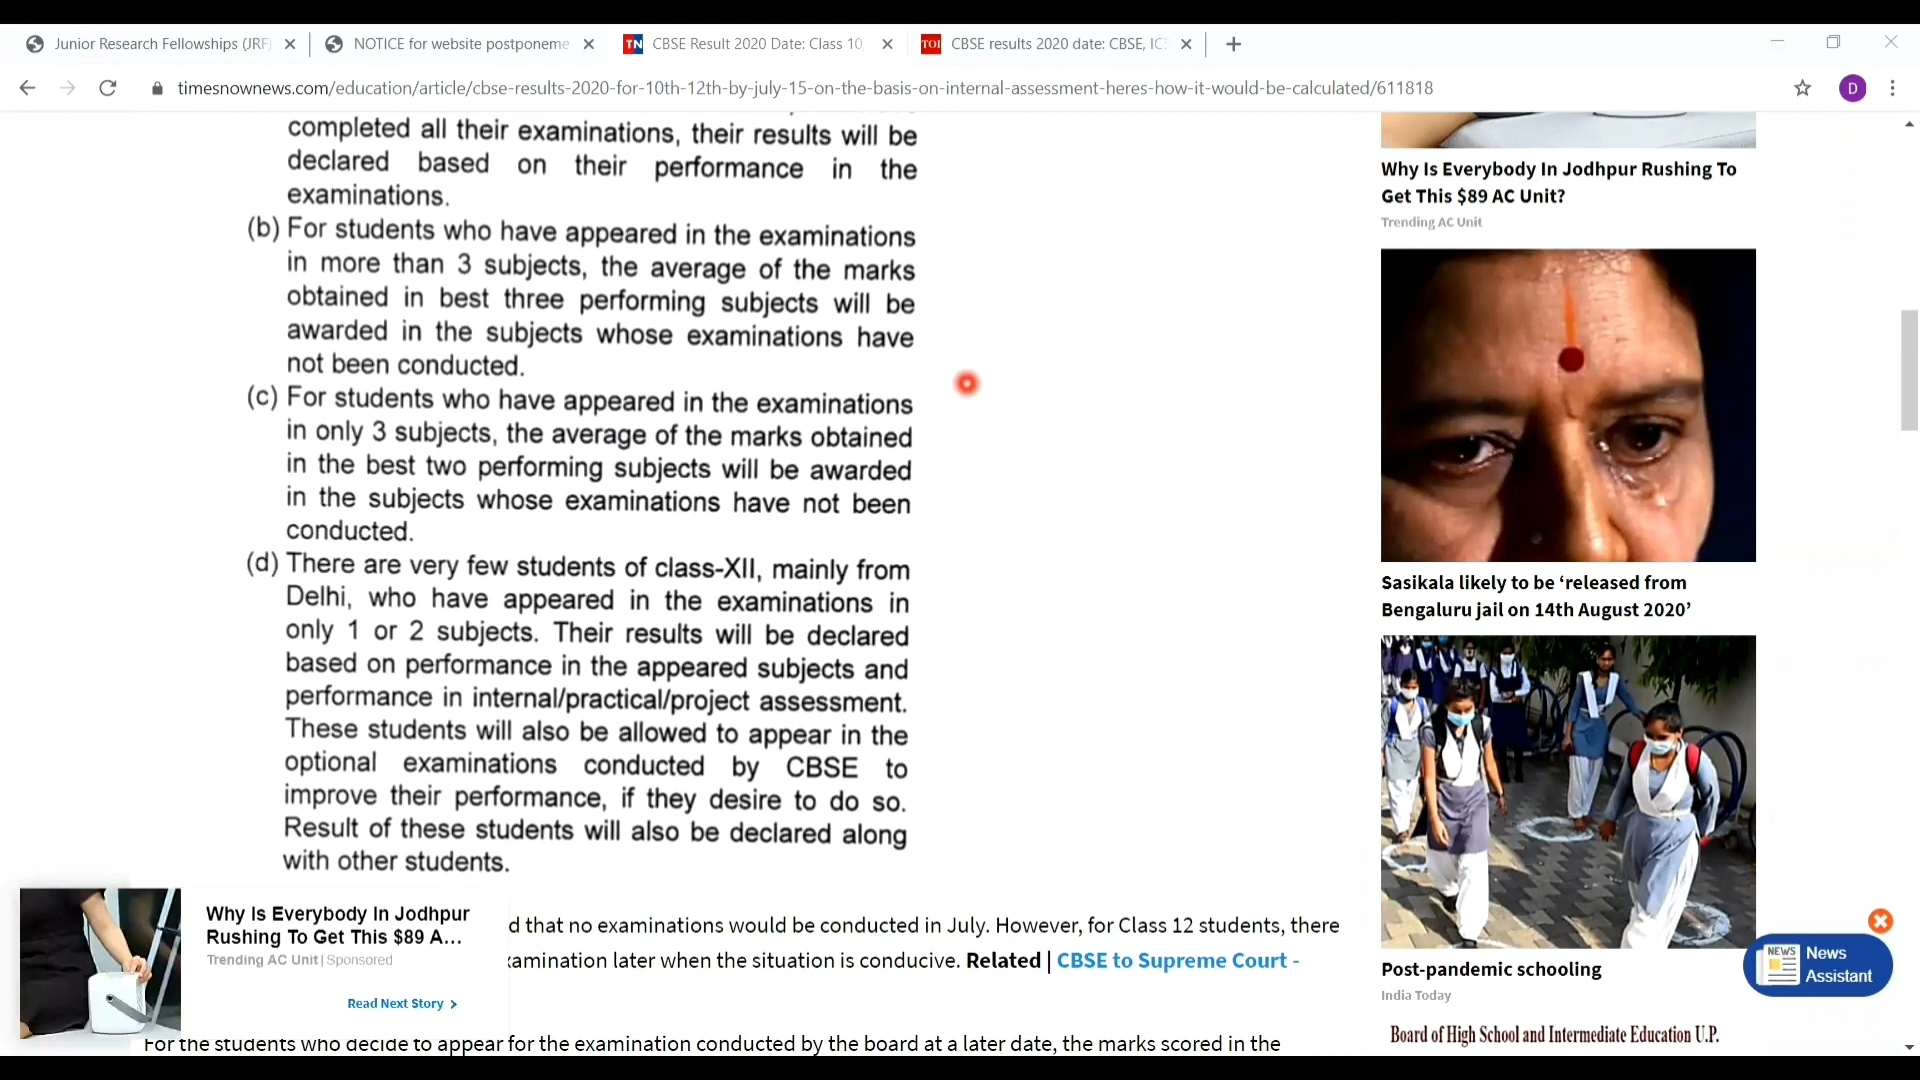 Junior Research Fellowships (JRF)
NOTICE for website postponeme
TN CBSE Result 2020 Date: Class 10
TOI CBSE results 2020 date: CBSE, IC
D
timesnownews.com/education/article/cbse-results-2020-for-10th-12th-by-july-15-on-the-basis-on-internal-assessment-heres-how-it-would-be-calculated/611818
completed all their examinations, their results will be
declared based on their performance in the
examinations.
(b) For students who have appeared in the examinations
in more than 3 subjects, the average of the marks
obtained in best three performing subjects will be
awarded in the subjects whose examinations have
not been conducted.
(c) For students who have appeared in the examinations
in only 3 subjects, the average of the marks obtained
in the best two performing subjects will be awarded
in the subjects whose examinations have not been
conducted.
(d) There are very few students of class-XII, mainly from
Delhi, who have appeared in the examinations in
only 1 or 2 subjects. Their results will be declared
based on performance in the appeared subjects and
performance in internal/practical/project assessment.
These students will also be allowed to appear in the
optional examinations conducted by CBSE to
improve their performance, if they desire to do so.
Result of these students will also be declared along
with other students.
d that no examinations would be conducted in July. However, for Class 12 students, there
amination later when the situation is conducive. Related | CBSE to Supreme Court -
For the students who decide to appear for the examination conducted by the board at a later date, the marks scored in the
Why Is Everybody In Jodhpur
Rushing To Get This $89 A...
Trending AC Unit | Sponsored
Read Next Story >
Why Is Everybody In Jodhpur Rushing To
Get This $89 AC Unit?
Trending AC Unit
Sasikala likely to be ‘released from
Bengaluru jail on 14th August 2020’
Post-pandemic schooling
India Today
Board of High School and Intermediate Education U.P.
NEWS
News
Assistant